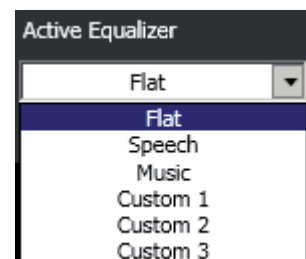 Active Equalizer
Flat
Flat
Speech
Music
Custom 1
Custom 2
Custom 3